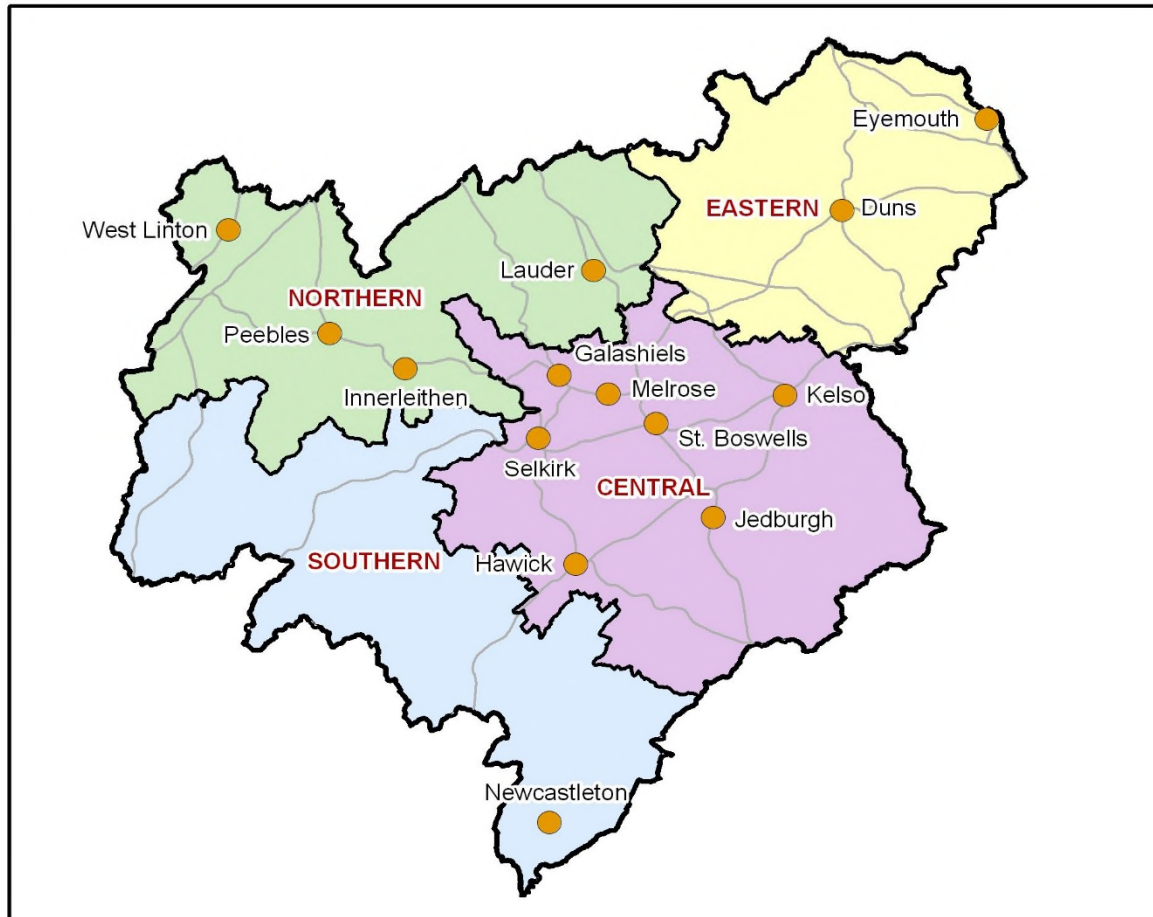 Eyemouth
EASTERN
Duns
West Linton
Lauder
NORTHERN
Peebles
Innerleithen
Galashiels
Melrose
Kelso
St. Boswells
Selkirk
CENTRAL
Jedburgh
SOUTHERN
Hawick
Newcastleton